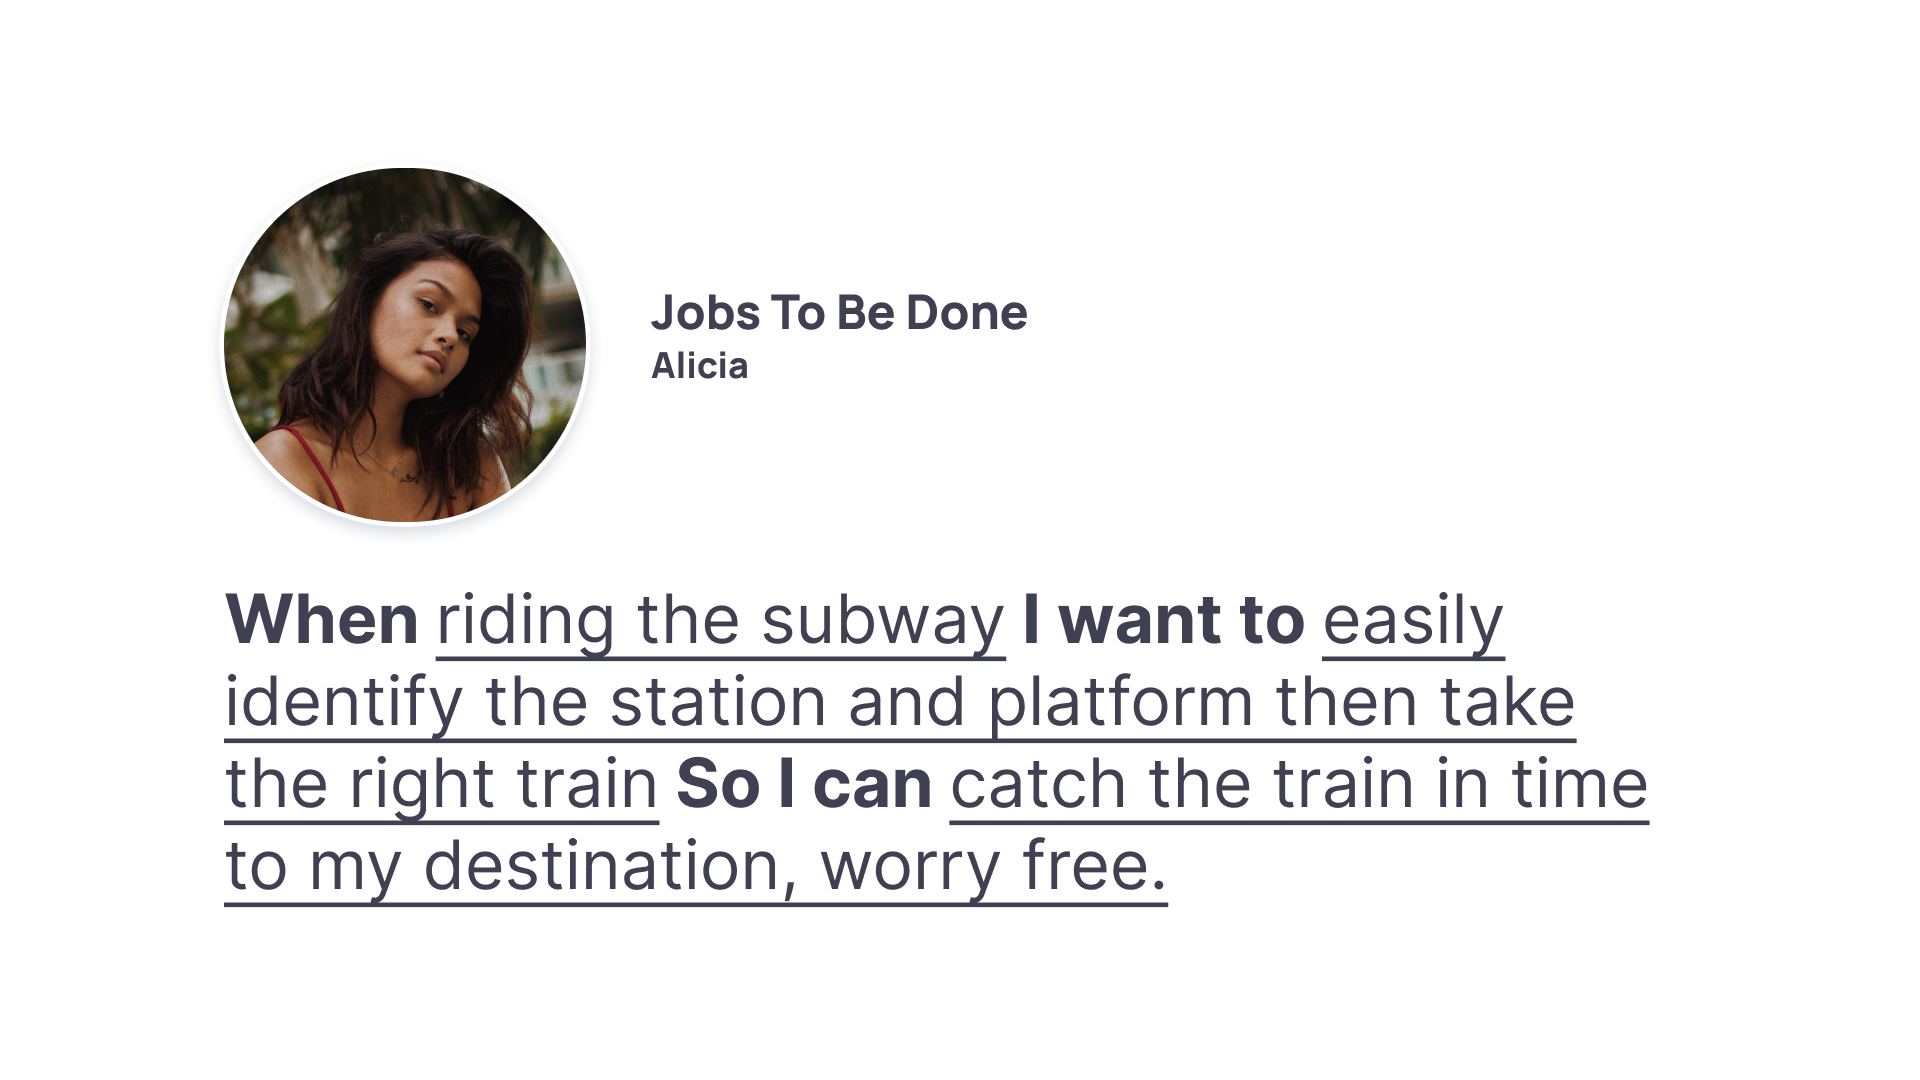 Jobs To Be Done
Alicia
When riding the subway I want to easily
identify the station and platform then take
the right train So I can catch the train in time
to my destination, worry free.